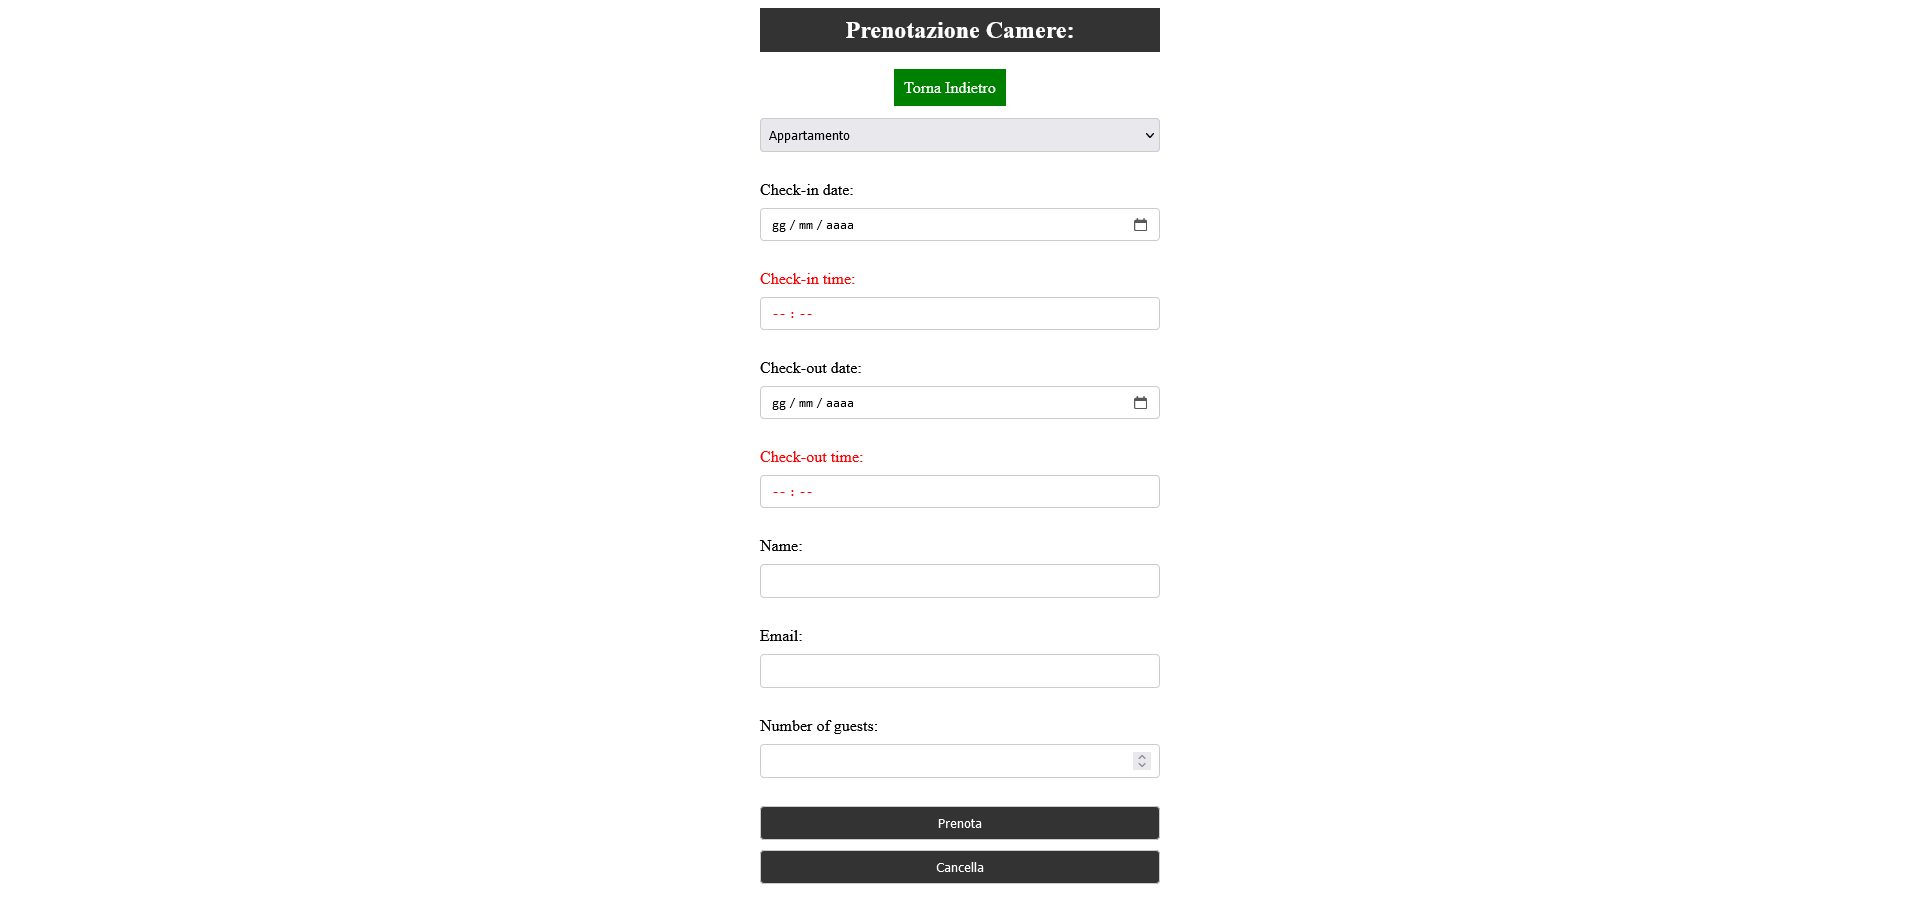 Prenotazione Camere:
Torna Indietro
Appartamento
Check-in date:
gg / mm / aaaa
Check-in time:
-- : --
Check-out date:
gg / mm / aaaa
Check-out time:
-- : --
Name:
Email:
Number of guests:
Prenota
Cancella